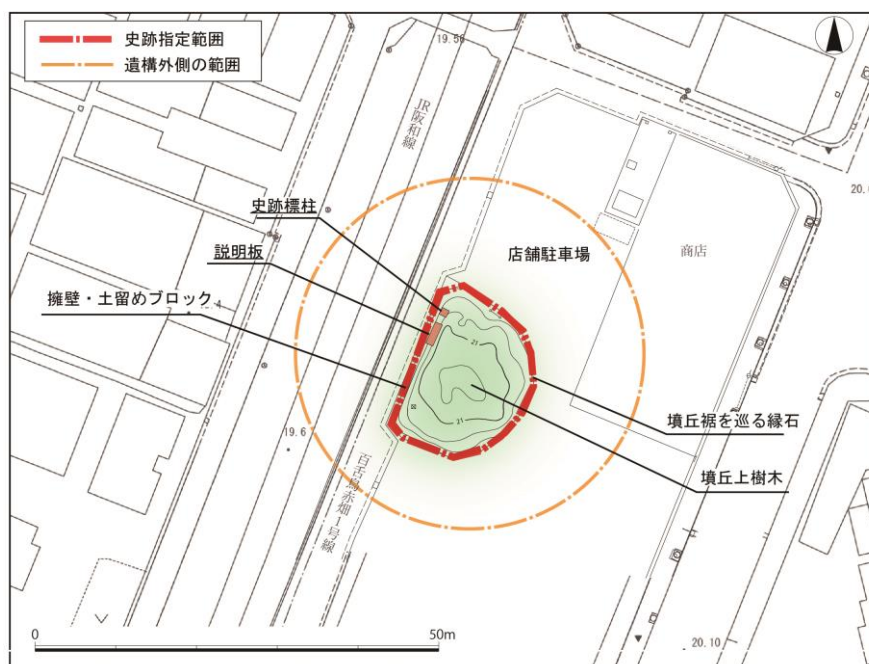 史跡指定範囲
遺構外側の範囲
19.56
JR阪和線
史跡標柱
説明板
擁壁・土留めブロック
店舗駐車場
商店
20.
21
21
墳丘裾を巡る縁石
墳丘上樹木
19.6
百舌鳥赤畑1号線
20.10
0
50m